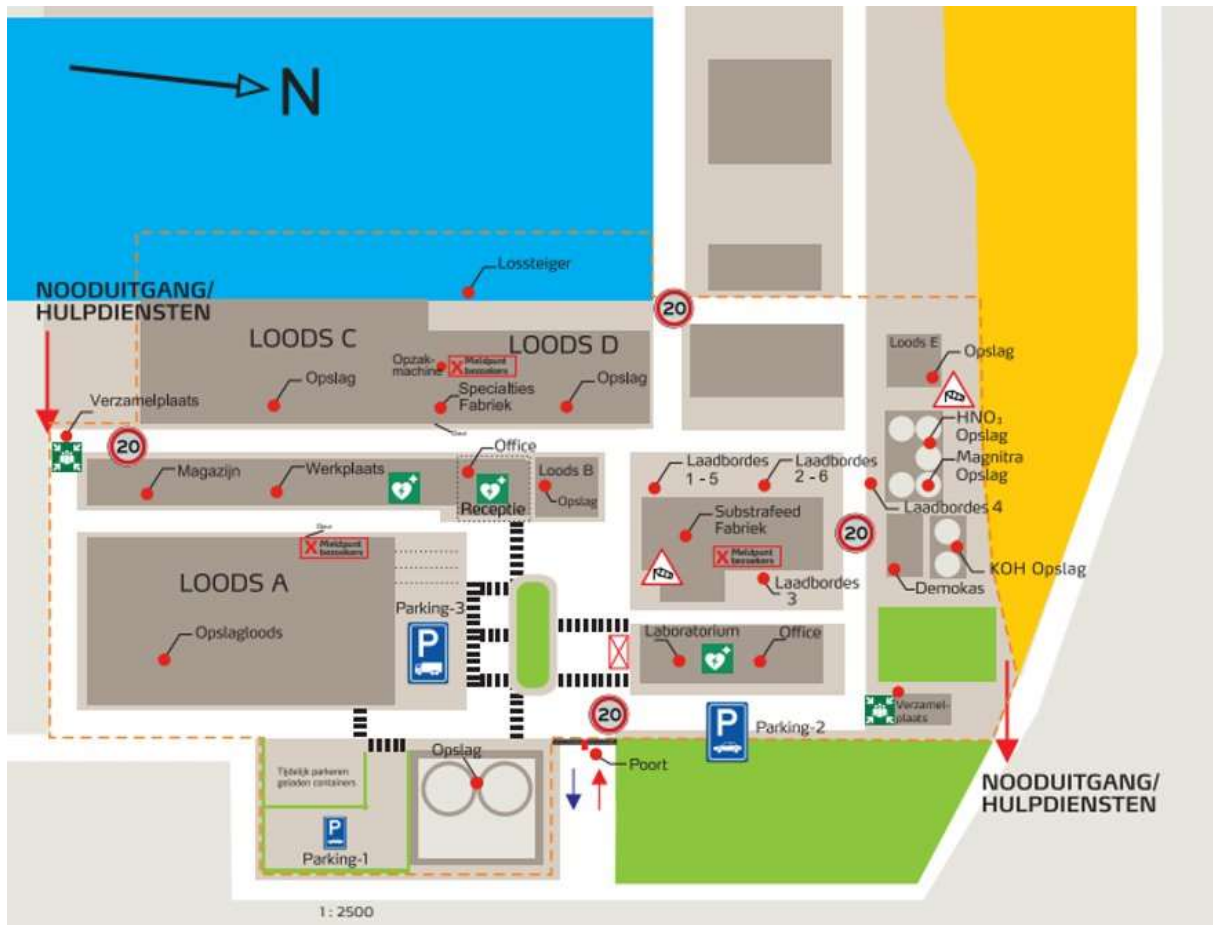 N
Lossteiger
NOODUITGANG/
HULPDIENSTEN
20
LOODS C
LOODS D
Loods E
Opslag
Opzak-
machine
X Meldpunt
bezoekers
Opslag
Specialties
Fabriek
Opslag
Verzamelplaats
HNO₃
Opslag
Magnitra
Opslag
20
Deur
Office
Magazijn
Werkplaats
Loods B
Opslag
Receptie
Laadbordes
1 - 5
Laadbordes
2 - 6
Laadbordes 4
Substrafeed
Fabriek
20
Deur
X Meldpunt
bezoekers
X Meldpunt
bezoekers
LOODS A
KOH Opslag
Laadbordes
3
Demokas
Parking-3
P
Opslagloods
Laboratorium
Office
Verzamel-
plaats
20
P
Parking-2
Opslag
Poort
Tijdelijk parkeren
geladen containers
P
Parking-1
NOODUITGANG/
HULPDIENSTEN
1 : 2500